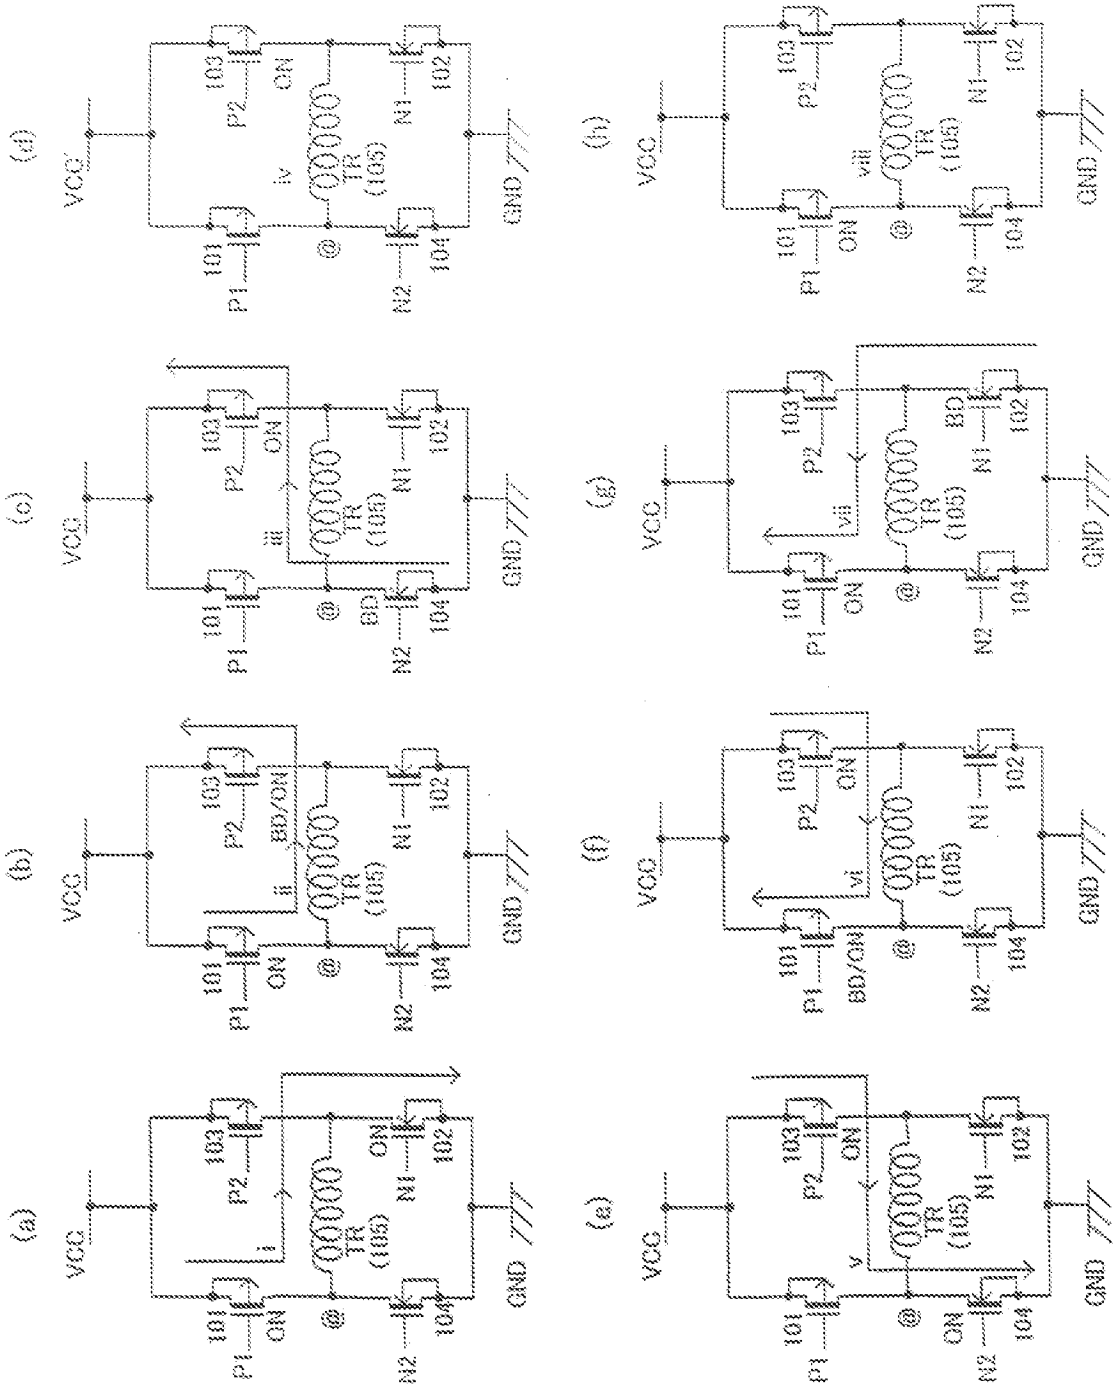 (a)
VCC
101
P1
ON
103
P2
i
@
TR
(105)
ON
N1
102
N2
104
GND
(b)
VCC
101
P1
ON
103
P2
BD/ON
ii
@
TR
(105)
N1
102
N2
104
GND
(c)
VCC
101
P1
103
P2
ON
iii
@
TR
(105)
BD
N1
102
N2
104
GND
(d)
VCC
101
P1
103
P2
ON
iv
@
TR
(105)
N1
102
N2
104
GND
(e)
VCC
101
P1
103
P2
ON
v
@
TR
(105)
ON
N1
102
N2
104
GND
(f)
VCC
101
P1
BD/ON
103
P2
ON
vi
@
TR
(105)
N1
102
N2
104
GND
(g)
VCC
101
P1
ON
103
P2
vii
@
TR
(105)
BD
N1
102
N2
104
GND
(h)
VCC
101
P1
ON
103
P2
viii
@
TR
(105)
N1
102
N2
104
GND